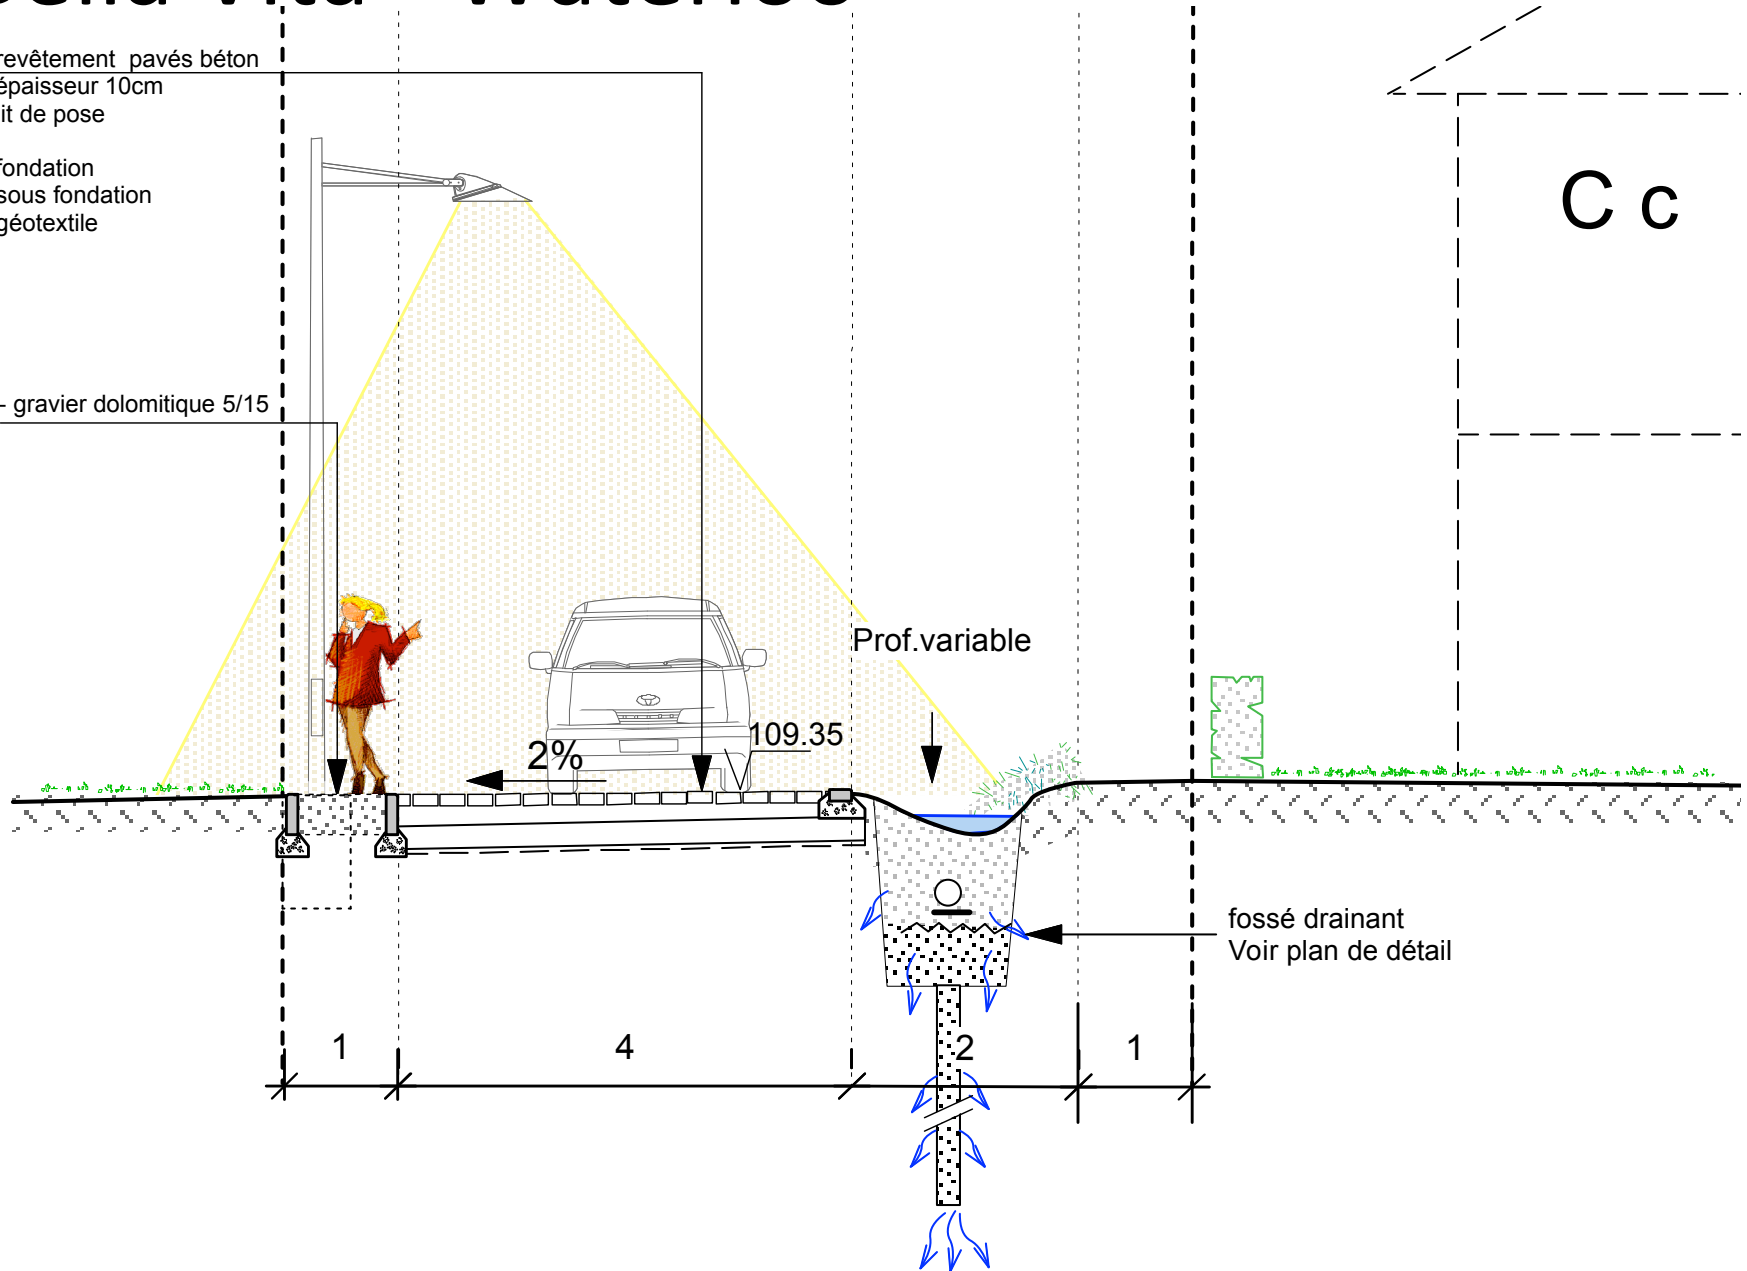 revêtement pavés béton
épaisseur 10cm
it de pose
fondation
sous fondation
géotextile
C c
- gravier dolomitique 5/15
Prof.variable
109.35
2%
fossé drainant
Voir plan de détail
1
4
2
1